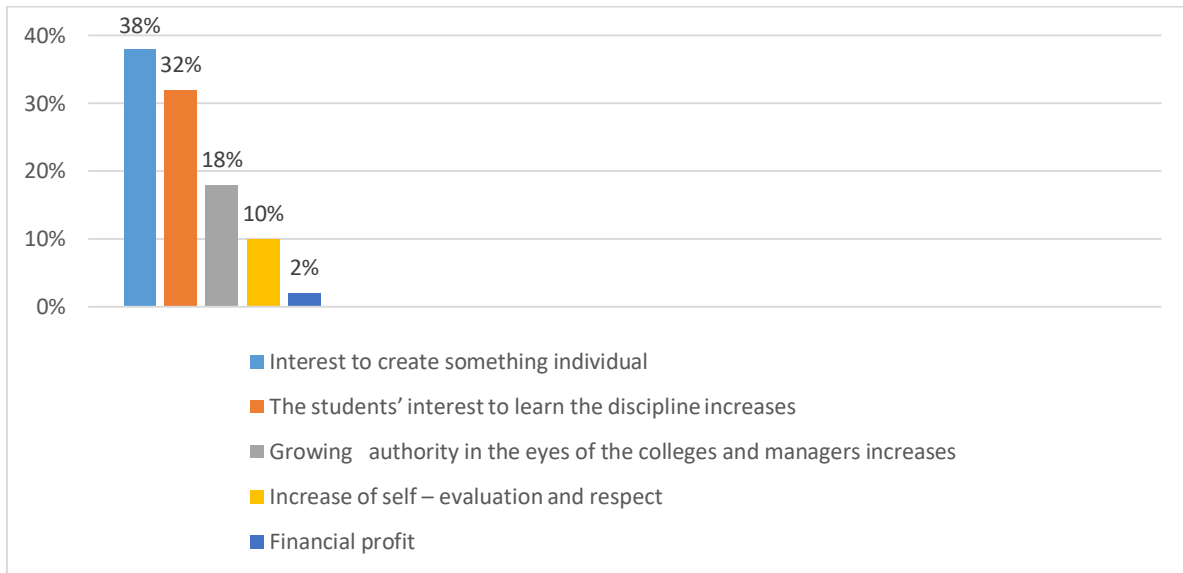 38%
40%
32%
30%
18%
20%
10%
10%
2%
0%
Interest to create something individual
The students’ interest to learn the discipline increases
Growing authority in the eyes of the colleges and managers increases
Increase of self – evaluation and respect
Financial profit